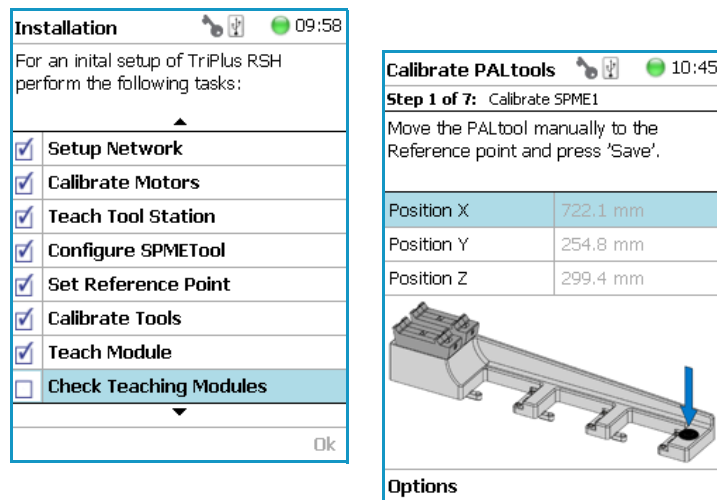 Installation 09:58
For an inital setup of TriPlus RSH
perform the following tasks:
Setup Network
Calibrate Motors
Teach Tool Station
Configure SPMETool
Set Reference Point
Calibrate Tools
Teach Module
Check Teaching Modules
Ok
Calibrate PALtools 10:45
Step 1 of 7: Calibrate SPME1
Move the PALtool manually to the
Reference point and press 'Save'.
Position X 722.1 mm
Position Y 254.8 mm
Position Z 299.4 mm
Options